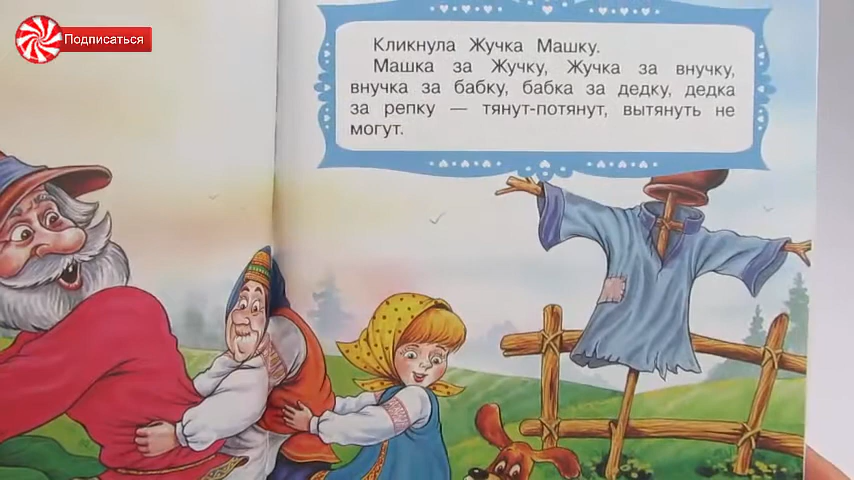 Подписаться
Кликнула Жучка Машку.
Машка за Жучку, Жучка за внучку,
внучка за бабку, бабка за дедку, дедка
за репку — тянут-потянут, вытянуть не
могут.